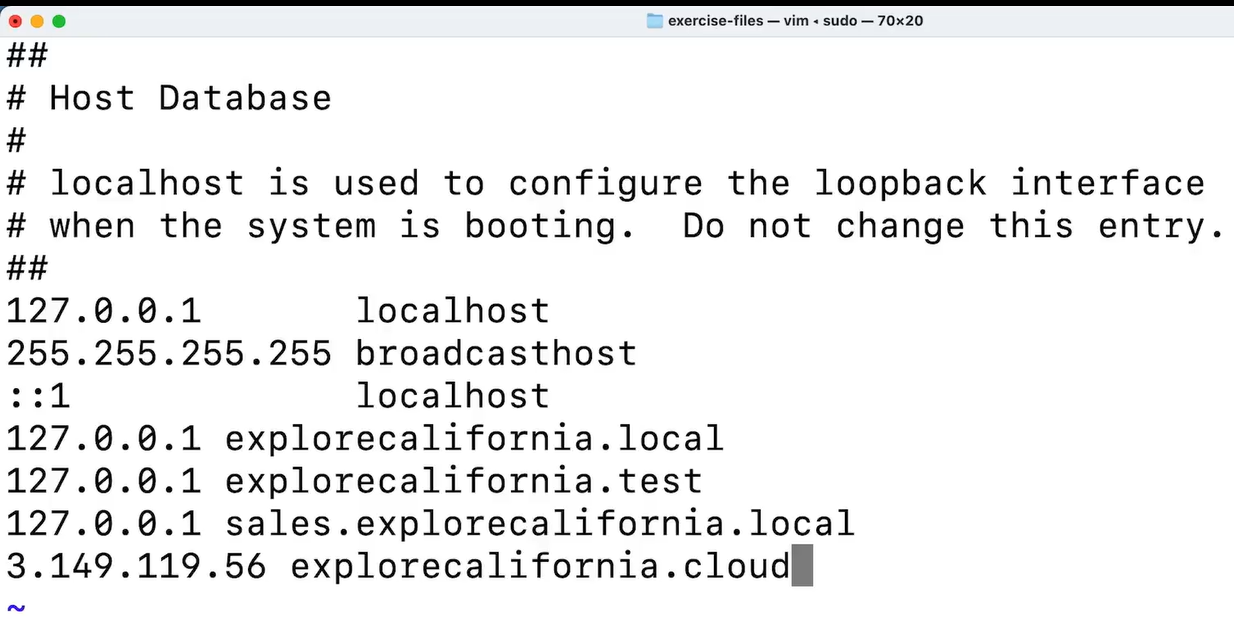 exercise-files — vim ◂ sudo — 70×20
##
# Host Database
#
# localhost is used to configure the loopback interface
# when the system is booting.  Do not change this entry.
##
127.0.0.1       localhost
255.255.255.255 broadcasthost
::1             localhost
127.0.0.1 explorecalifornia.local
127.0.0.1 explorecalifornia.test
127.0.0.1 sales.explorecalifornia.local
3.149.119.56 explorecalifornia.cloud
~